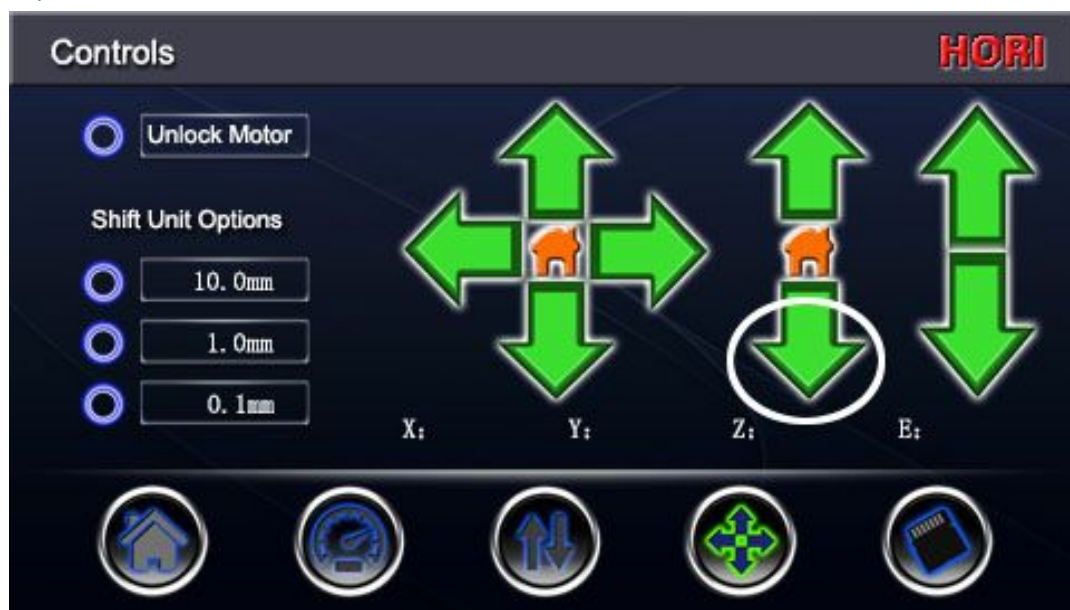 Controls
HORI
Unlock Motor
Shift Unit Options
10.0mm
1.0mm
0.1mm
X: Y: Z: E: